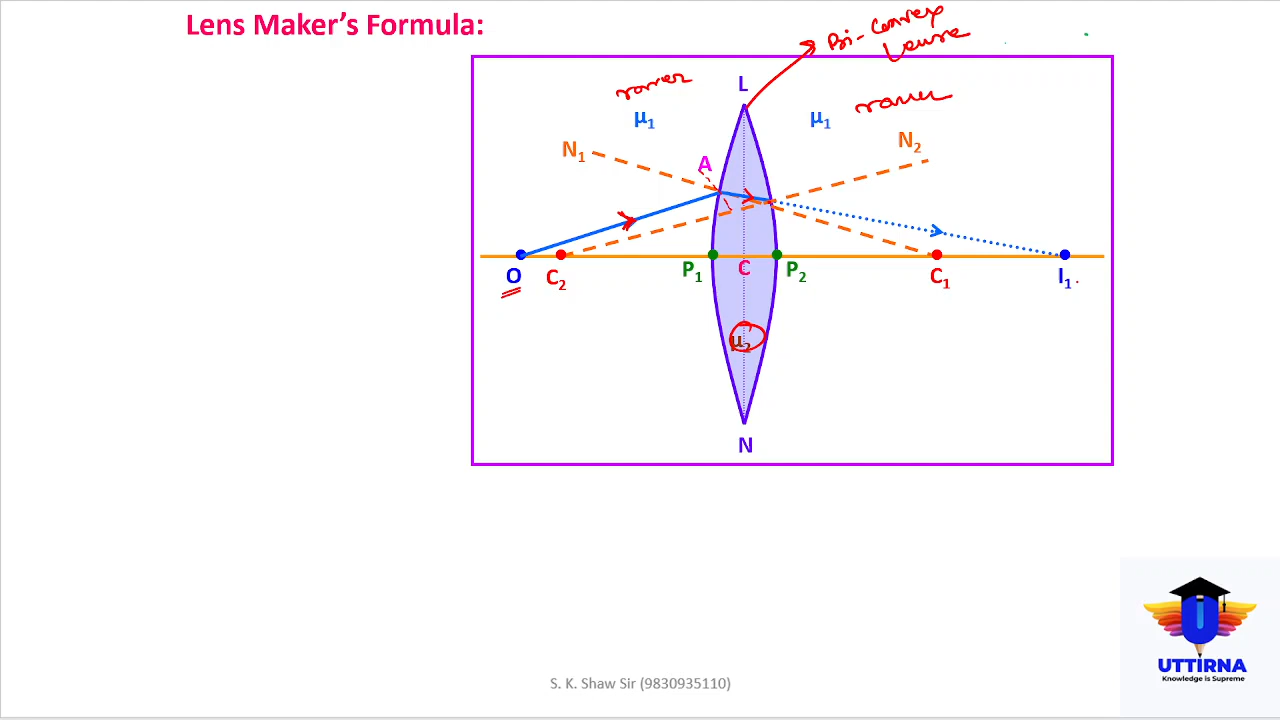 Lens Maker's Formula:
Bi-Convex
Lense
rarer
L
rarer
μ₁
μ₁
N₁
A
N₂
O
C₂
P₁
C
P₂
C₁
I₁
μ₂
N
UTTIRNA
Knowledge is Supreme
S. K. Shaw Sir (9830935110)